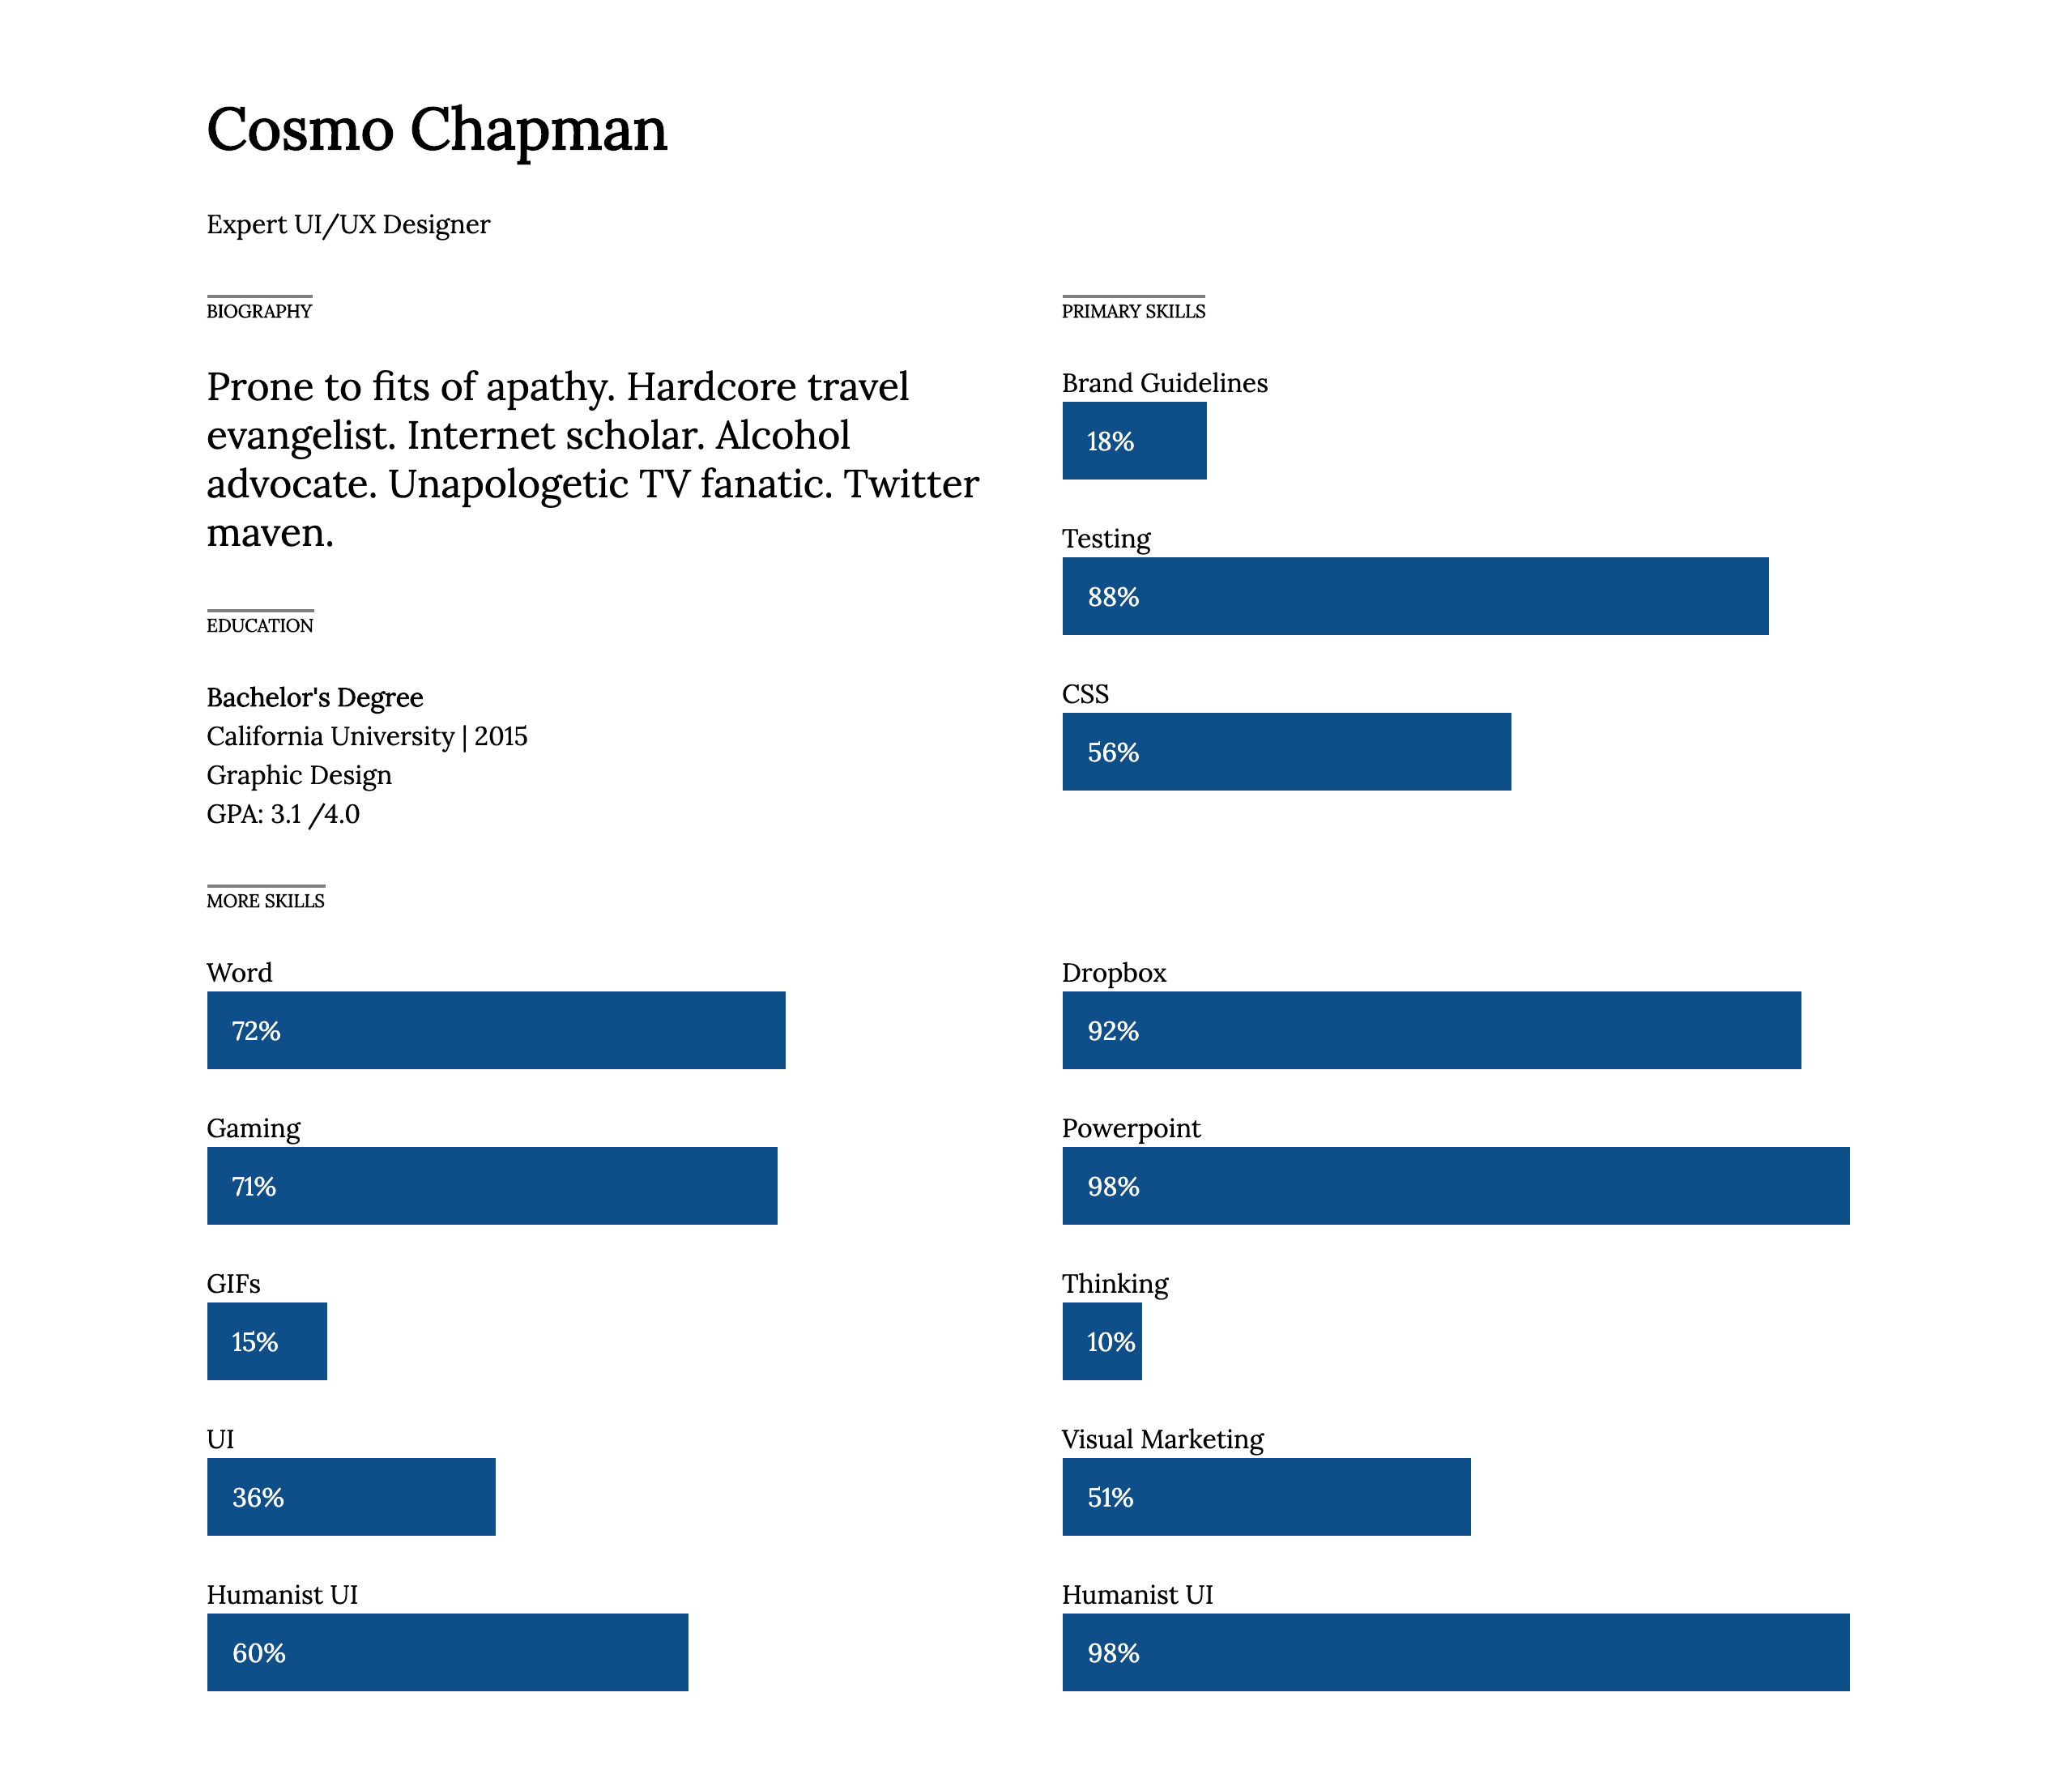 Cosmo Chapman
Expert UI/UX Designer
BIOGRAPHY
Prone to fits of apathy. Hardcore travel
evangelist. Internet scholar. Alcohol
advocate. Unapologetic TV fanatic. Twitter
maven.
EDUCATION
Bachelor's Degree
California University | 2015
Graphic Design
GPA: 3.1 /4.0
PRIMARY SKILLS
Brand Guidelines
18%
Testing
88%
CSS
56%
MORE SKILLS
Word
72%
Gaming
71%
GIFs
15%
UI
36%
Humanist UI
60%
Dropbox
92%
Powerpoint
98%
Thinking
10%
Visual Marketing
51%
Humanist UI
98%